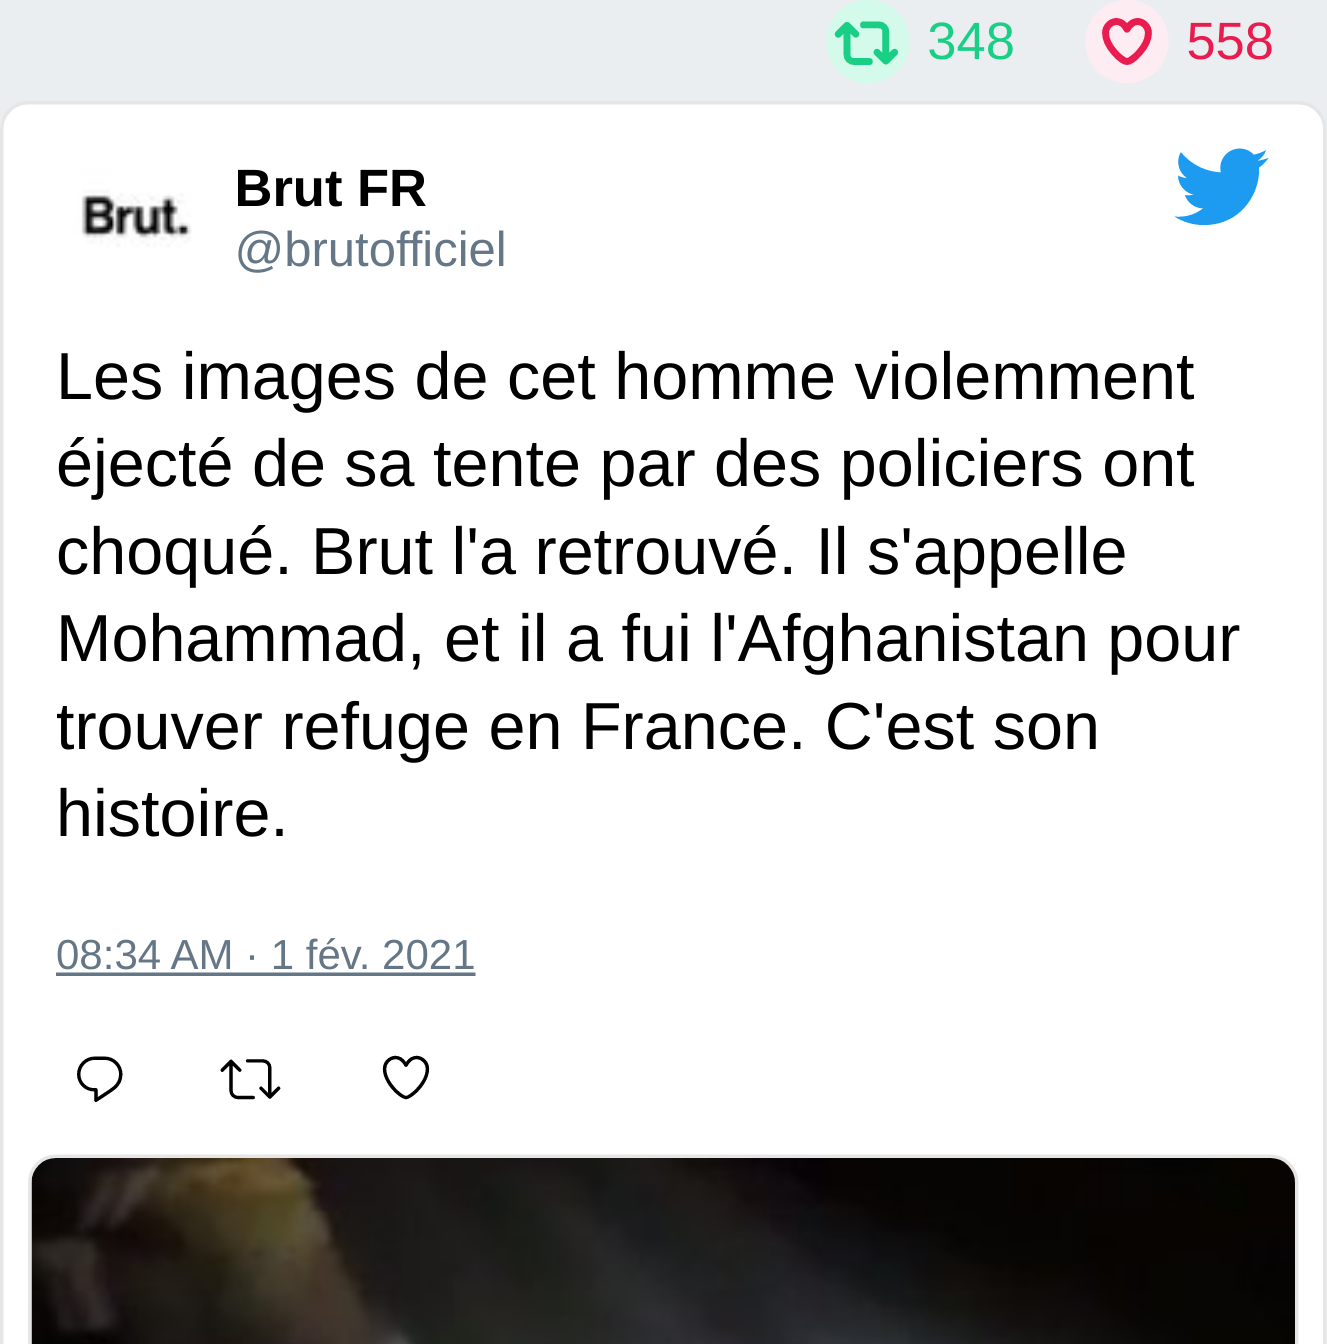 348 558
Brut.
Brut FR
@brutofficiel
Les images de cet homme violemment
éjecté de sa tente par des policiers ont
choqué. Brut l'a retrouvé. Il s'appelle
Mohammad, et il a fui l'Afghanistan pour
trouver refuge en France. C'est son
histoire.
08:34 AM · 1 fév. 2021